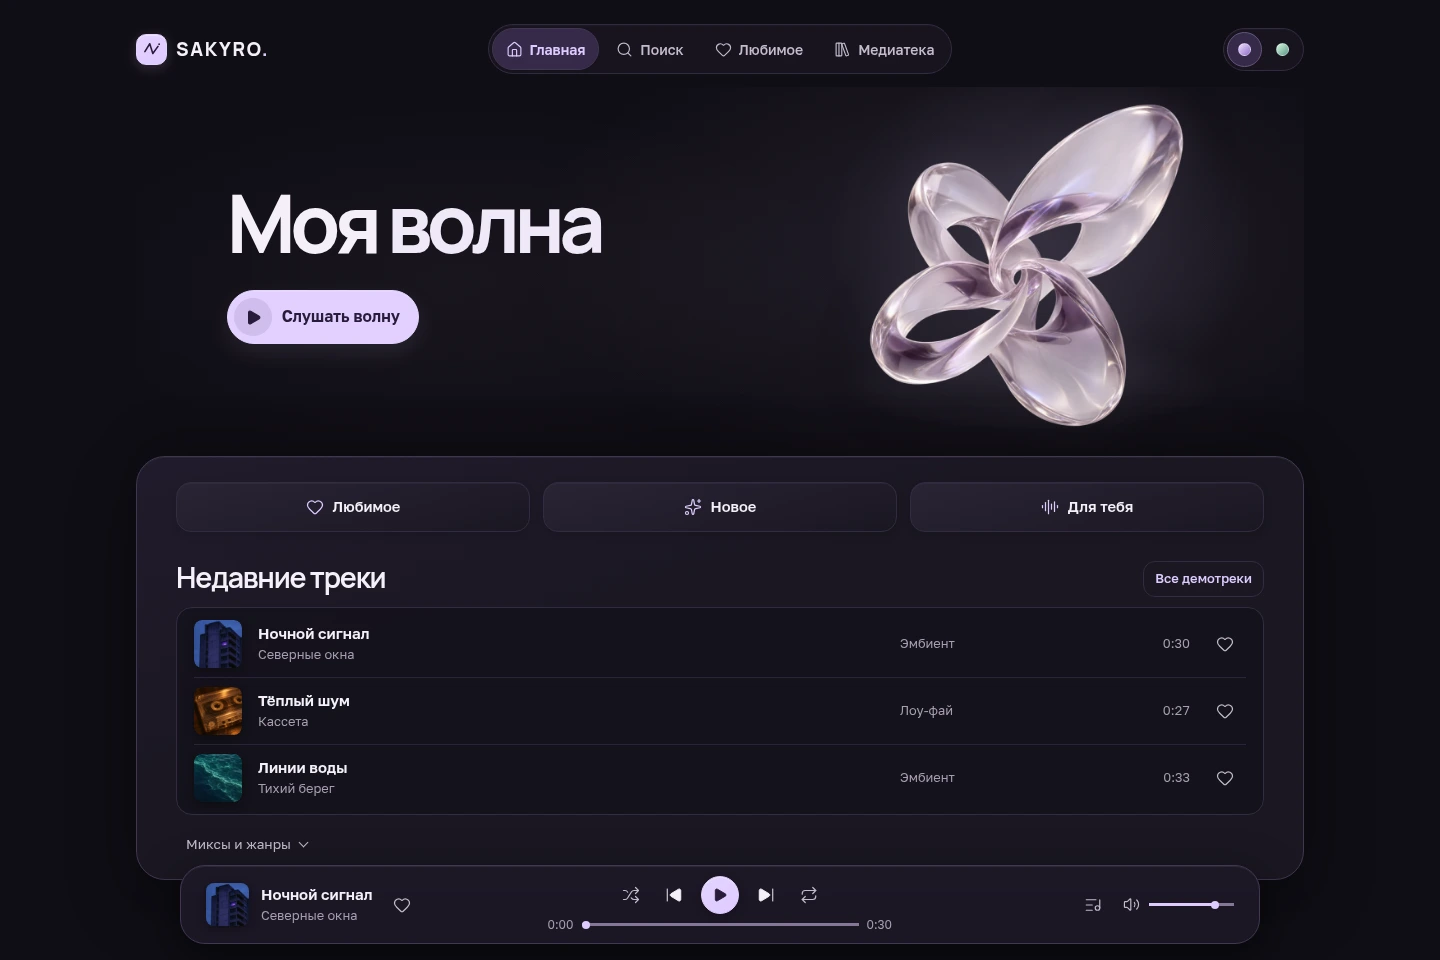 SAKYRO.
Главная
Поиск
Любимое
Медиатека
Моя волна
Слушать волну
Любимое
Новое
Для тебя
Недавние треки
Все демотреки
Ночной сигнал
Северные окна
Эмбиент
0:30
Тёплый шум
Кассета
Лоу-фай
0:27
Линии воды
Тихий берег
Эмбиент
0:33
Миксы и жанры
Ночной сигнал
Северные окна
0:00
0:30